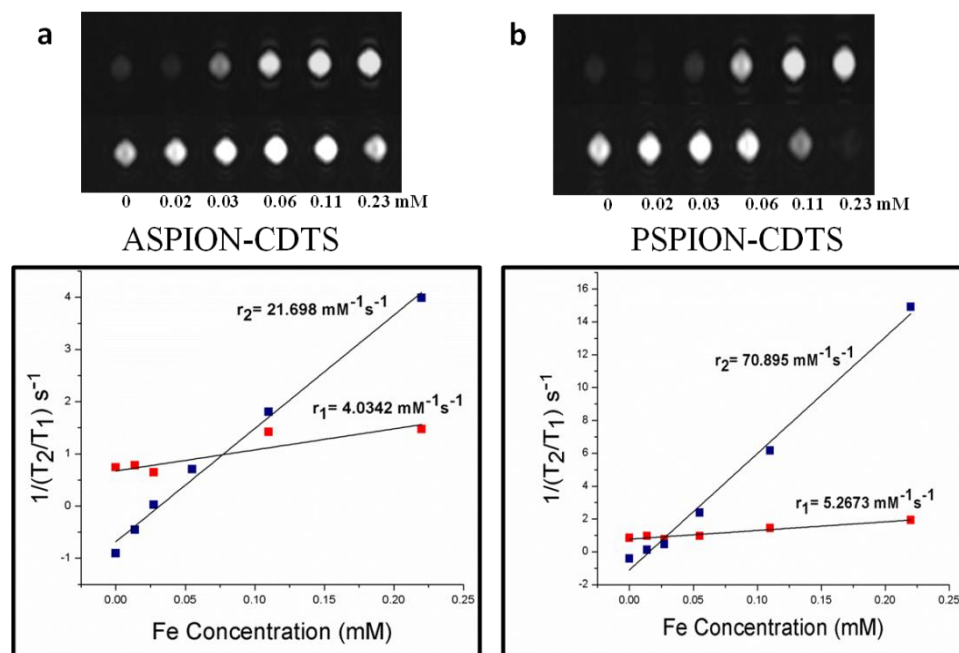 a
0 0.02 0.03 0.06 0.11 0.23 mM
ASPION-CDTS
b
0 0.02 0.03 0.06 0.11 0.23 mM
PSPION-CDTS
1/(T₂/T₁) s⁻¹
4
3
2
1
0
-1
r₂= 21.698 mM⁻¹s⁻¹
r₁= 4.0342 mM⁻¹s⁻¹
0.00 0.05 0.10 0.15 0.20 0.25
Fe Concentration (mM)
1/(T₂/T₁) s⁻¹
16
14
12
10
8
6
4
2
0
-2
r₂= 70.895 mM⁻¹s⁻¹
r₁= 5.2673 mM⁻¹s⁻¹
0.00 0.05 0.10 0.15 0.20 0.25
Fe Concentration (mM)